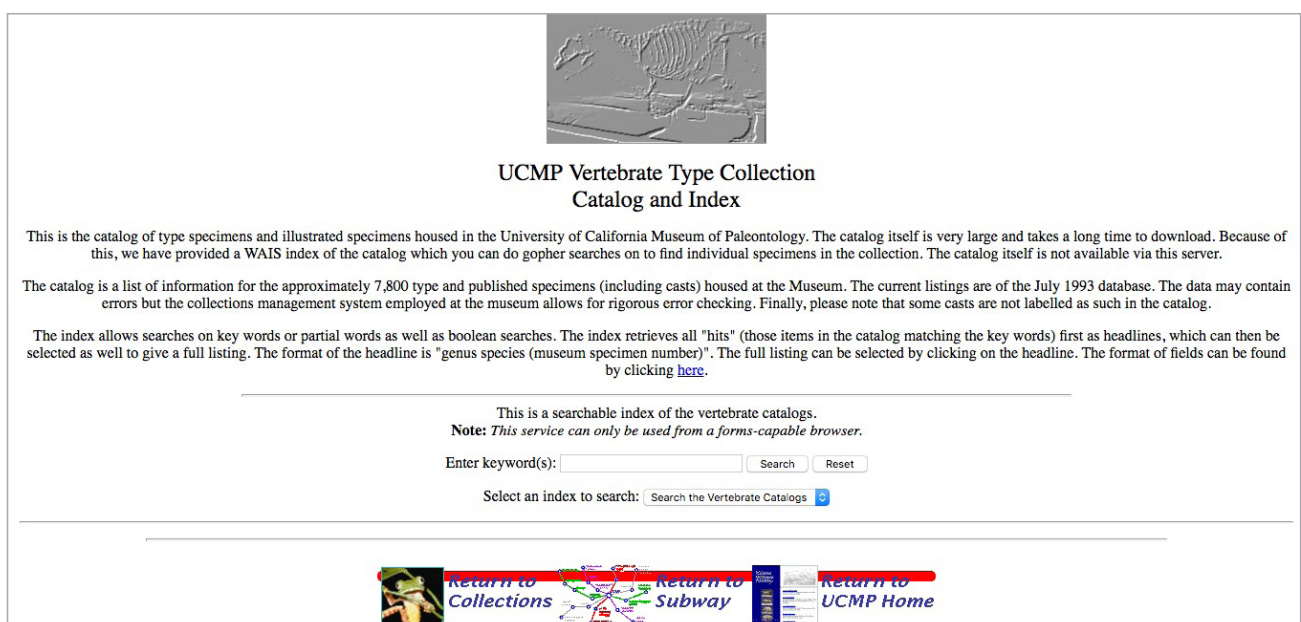 UCMP Vertebrate Type Collection
Catalog and Index
This is the catalog of type specimens and illustrated specimens housed in the University of California Museum of Paleontology. The catalog itself is very large and takes a long time to download. Because of
this, we have provided a WAIS index of the catalog which you can do gopher searches on to find individual specimens in the collection. The catalog itself is not available via this server.
The catalog is a list of information for the approximately 7,800 type and published specimens (including casts) housed at the Museum. The current listings are of the July 1993 database. The data may contain
errors but the collections management system employed at the museum allows for rigorous error checking. Finally, please note that some casts are not labelled as such in the catalog.
The index allows searches on key words or partial words as well as boolean searches. The index retrieves all "hits" (those items in the catalog matching the key words) first as headlines, which can then be
selected as well to give a full listing. The format of the headline is "genus species (museum specimen number)". The full listing can be selected by clicking on the headline. The format of fields can be found
by clicking here.
This is a searchable index of the vertebrate catalogs.
Note: This service can only be used from a forms-capable browser.
Enter keyword(s): Search Reset
Select an index to search: Search the Vertebrate Catalogs
Return to Return to Return to
Collections Subway UCMP Home